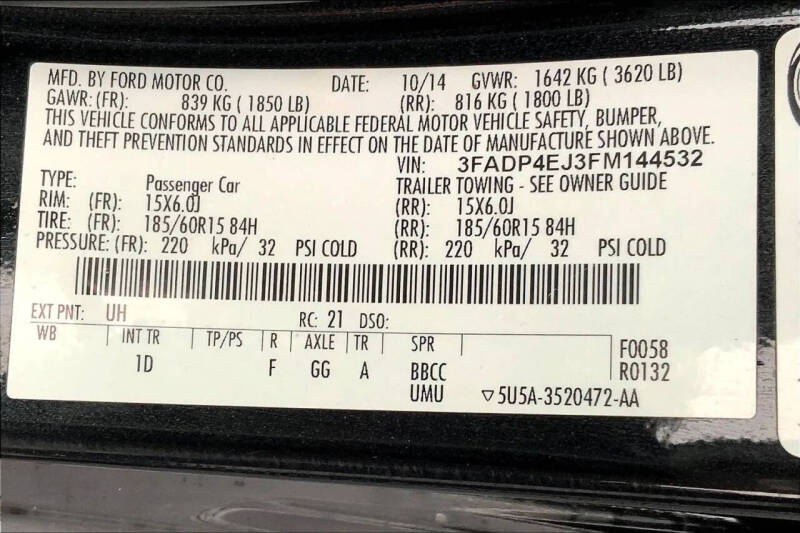 MFD. BY FORD MOTOR CO. DATE: 10/14 GVWR: 1642 KG ( 3620 LB)
GAWR: (FR): 839 KG ( 1850 LB) (RR): 816 KG ( 1800 LB)
THIS VEHICLE CONFORMS TO ALL APPLICABLE FEDERAL MOTOR VEHICLE SAFETY, BUMPER,
AND THEFT PREVENTION STANDARDS IN EFFECT ON THE DATE OF MANUFACTURE SHOWN ABOVE.
VIN: 3FADP4EJ3FM144532
TYPE: Passenger Car TRAILER TOWING - SEE OWNER GUIDE
RIM: (FR): 15X6.0J (RR): 15X6.0J
TIRE: (FR): 185/60R15 84H (RR): 185/60R15 84H
PRESSURE: (FR): 220 kPa/ 32 PSI COLD (RR): 220 kPa/ 32 PSI COLD
EXT PNT: UH RC: 21 DSO:
WB INT TR TP/PS R AXLE TR SPR F0058
1D F GG A BBCC R0132
UMU ▽5U5A-3520472-AA